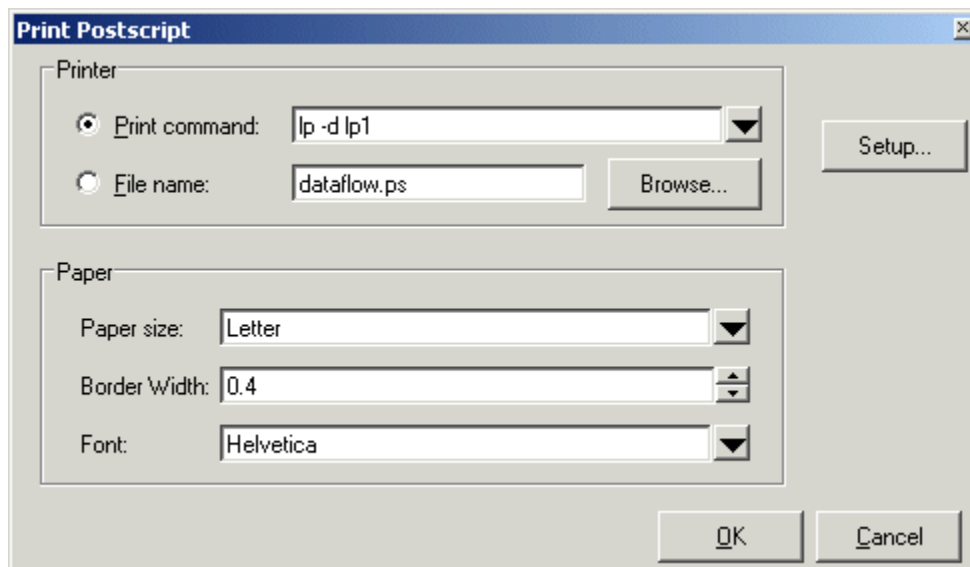 Print Postscript
Printer
Print command: lp -d lp1
Setup...
File name: dataflow.ps Browse...
Paper
Paper size: Letter
Border Width: 0.4
Font: Helvetica
OK Cancel